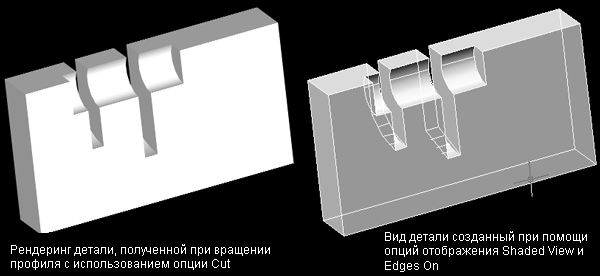 Рендеринг детали, полученной при вращении
профиля с использованием опции Cut
Вид детали созданный при помощи
опций отображения Shaded View и
Edges On